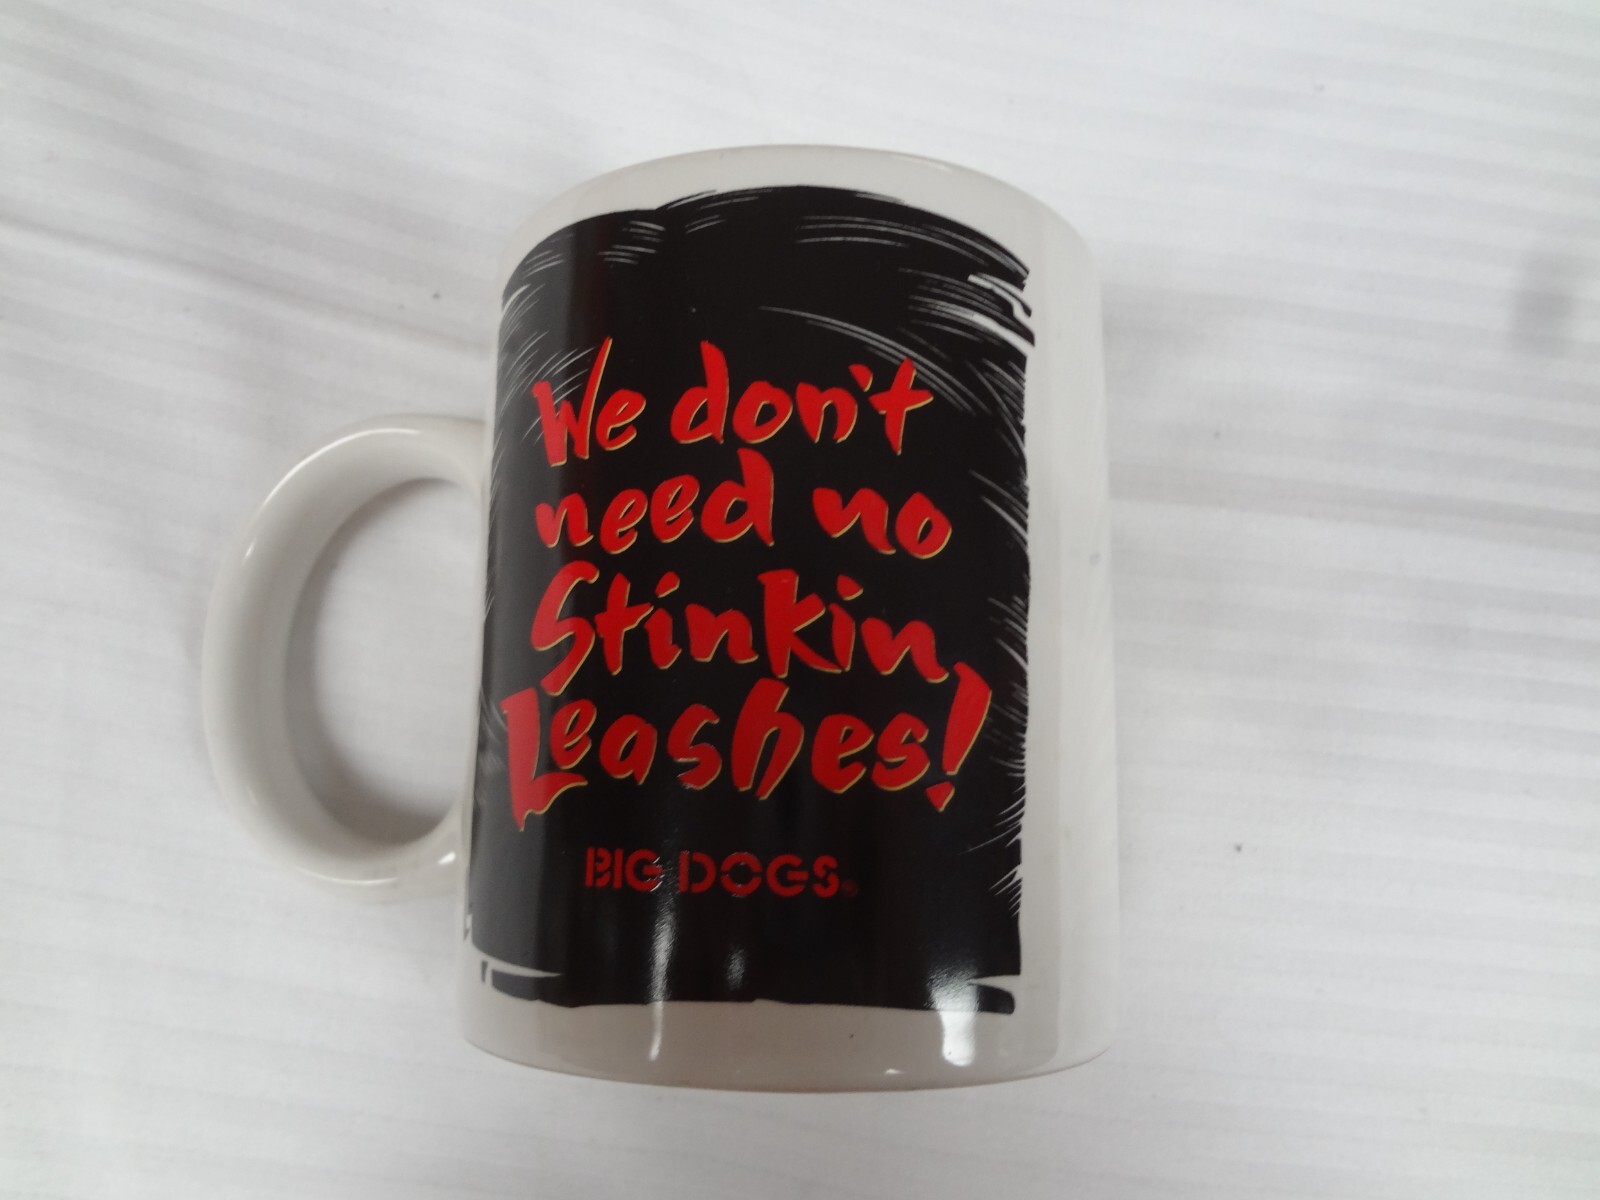 We don't
need no
Stinkin,
Leashes!
BIG DOGS®